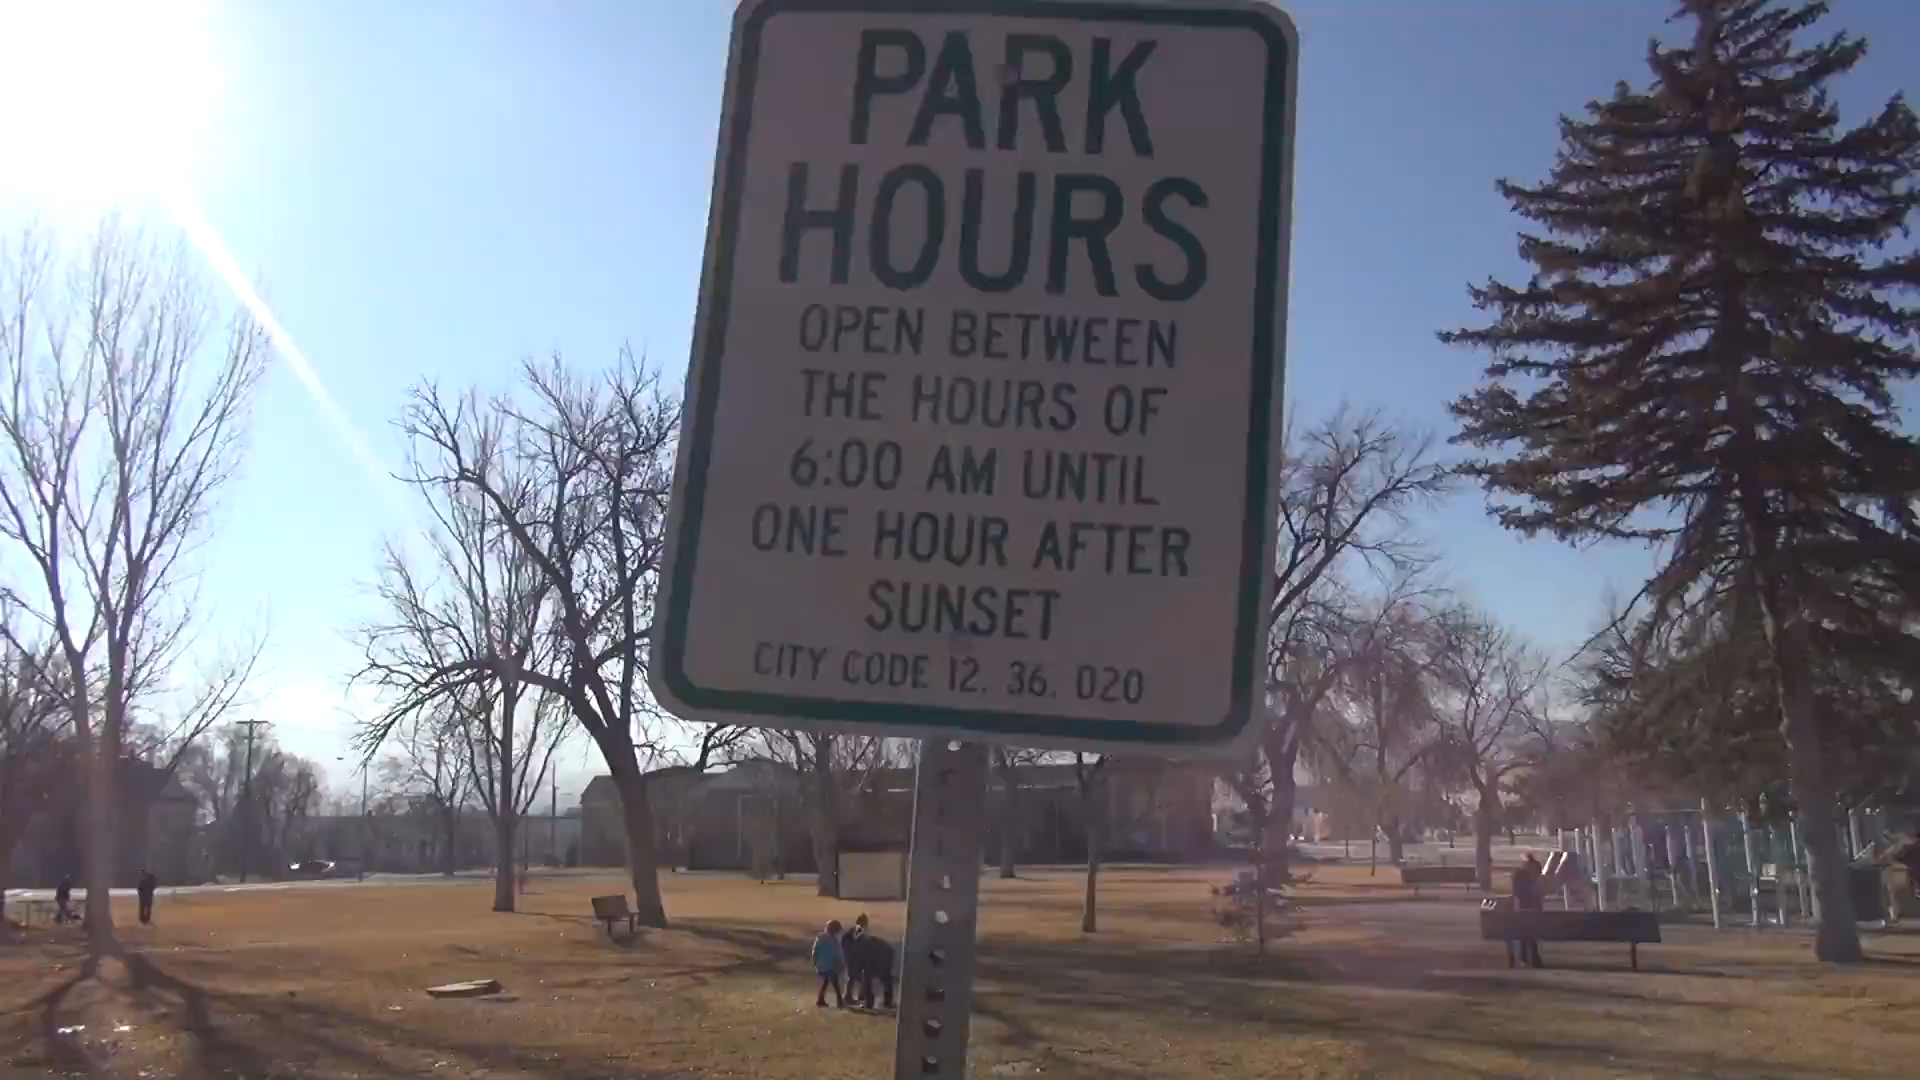 PARK
HOURS
OPEN BETWEEN
THE HOURS OF
6:00 AM UNTIL
ONE HOUR AFTER
SUNSET
CITY CODE 12. 36. 020